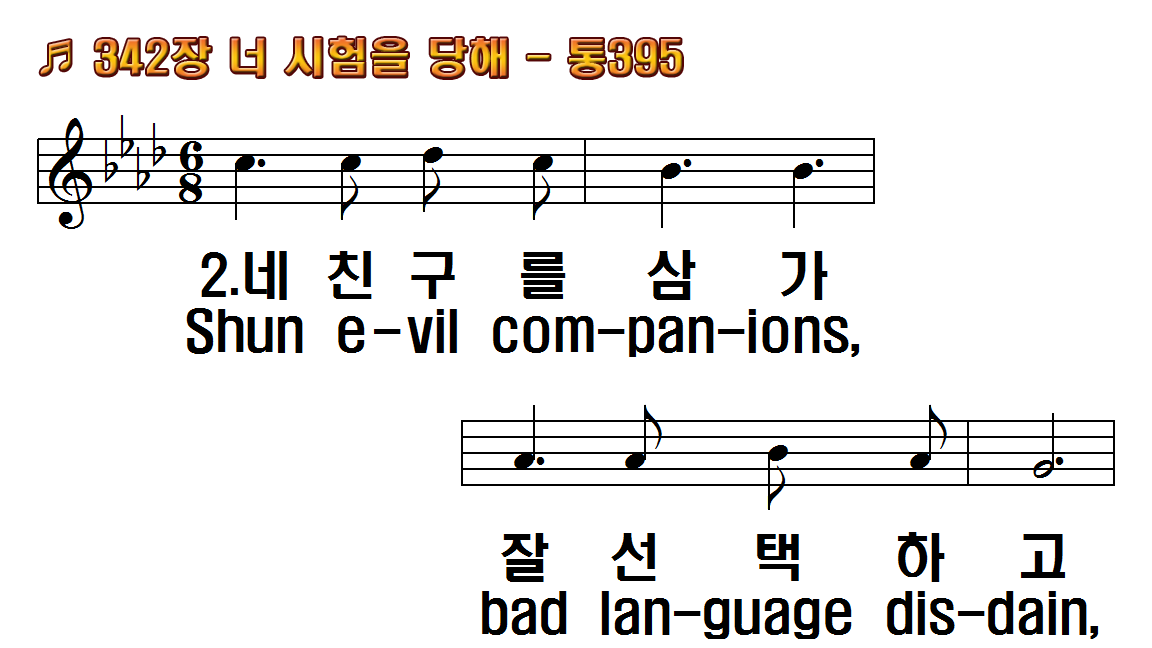 ♬ 342장 너 시험을 당해 - 통395
6
8
2.네 친 구 를 삼 가
Shun e-vil com-pan-ions,
잘 선 택 하 고
bad lan-guage dis-dain,